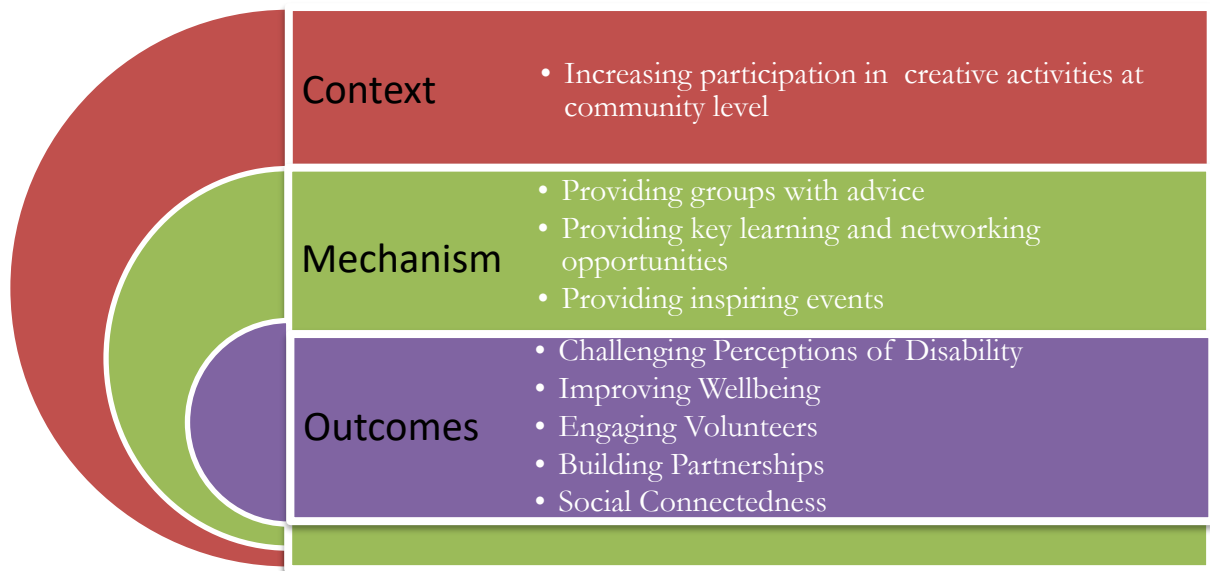 Context
• Increasing participation in creative activities at
community level
Mechanism
• Providing groups with advice
• Providing key learning and networking
opportunities
• Providing inspiring events
Outcomes
• Challenging Perceptions of Disability
• Improving Wellbeing
• Engaging Volunteers
• Building Partnerships
• Social Connectedness